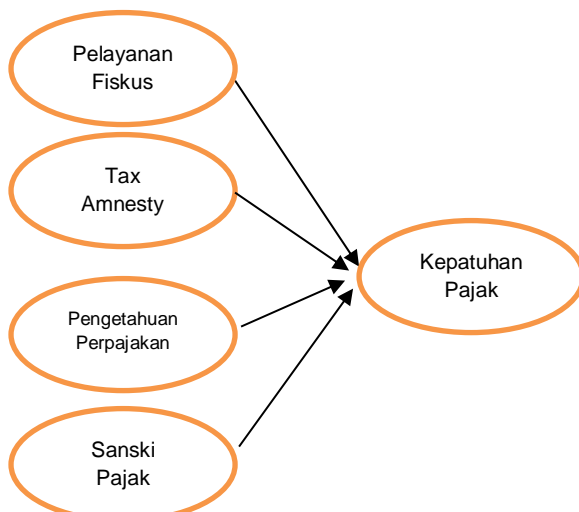 Pelayanan
Fiskus
Tax
Amnesty
Pengetahuan
Perpajakan
Sanski
Pajak
Kepatuhan
Pajak